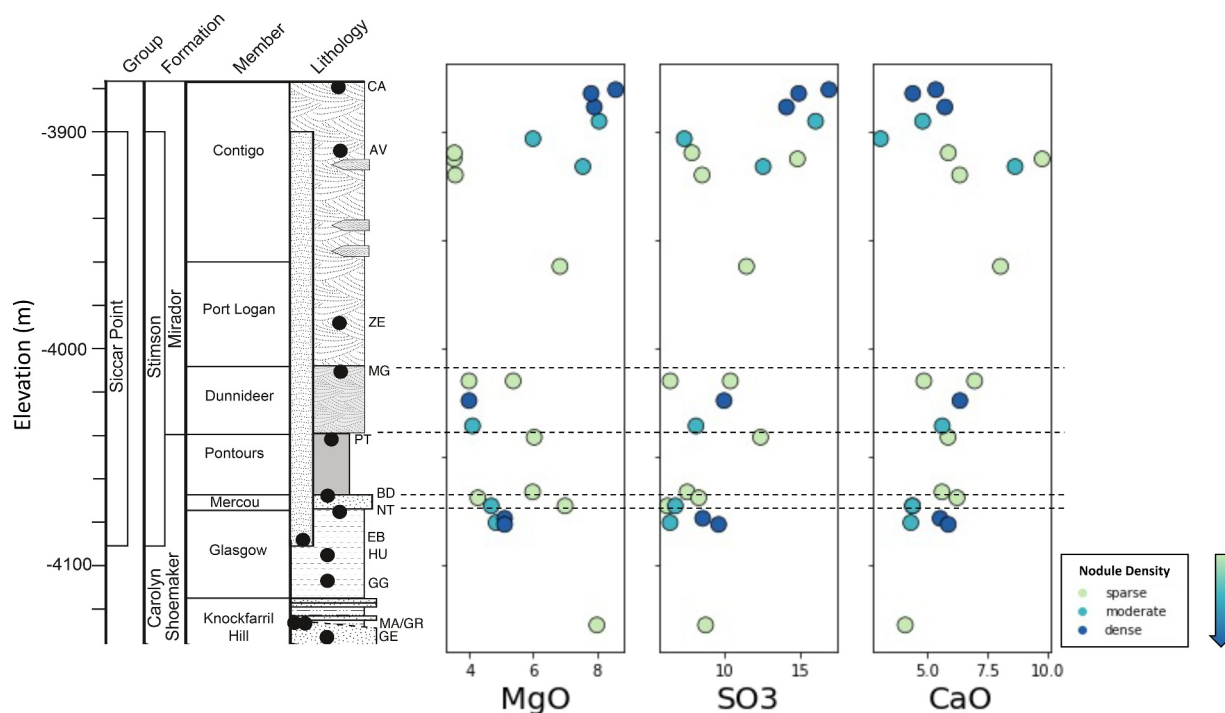 Group
Formation
Member
Lithology
Elevation (m)
-3900
-4000
-4100
Siccar Point
Stimson
Mirador
Carolyn
Shoemaker
Contigo
Port Logan
Dunnideer
Pontours
Mercou
Glasgow
Knockfarril
Hill
CA
AV
ZE
MG
PT
BD
NT
EB
HU
GG
MA/GR
GE
4 6 8
MgO
10 15
SO3
5.0 7.5 10.0
CaO
Nodule Density
sparse
moderate
dense